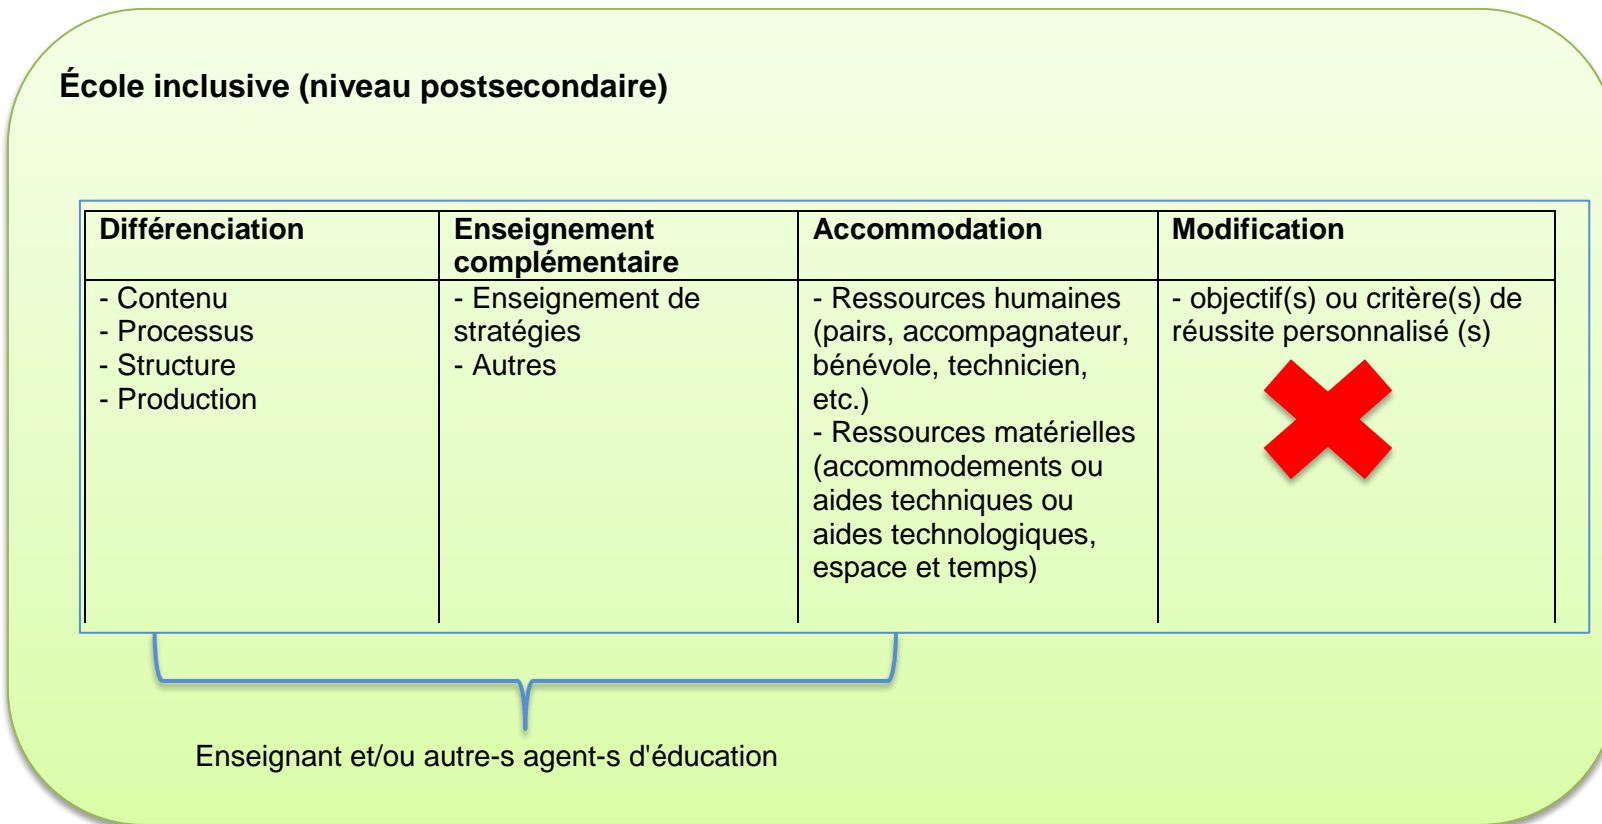 École inclusive (niveau postsecondaire)
Différenciation
Enseignement
complémentaire
Accommodation
Modification
- Contenu
- Processus
- Structure
- Production
- Enseignement de
stratégies
- Autres
- Ressources humaines
(pairs, accompagnateur,
bénévole, technicien,
etc.)
- Ressources matérielles
(accommodements ou
aides techniques ou
aides technologiques,
espace et temps)
- objectif(s) ou critère(s) de
réussite personnalisé (s)
Enseignant et/ou autre-s agent-s d'éducation